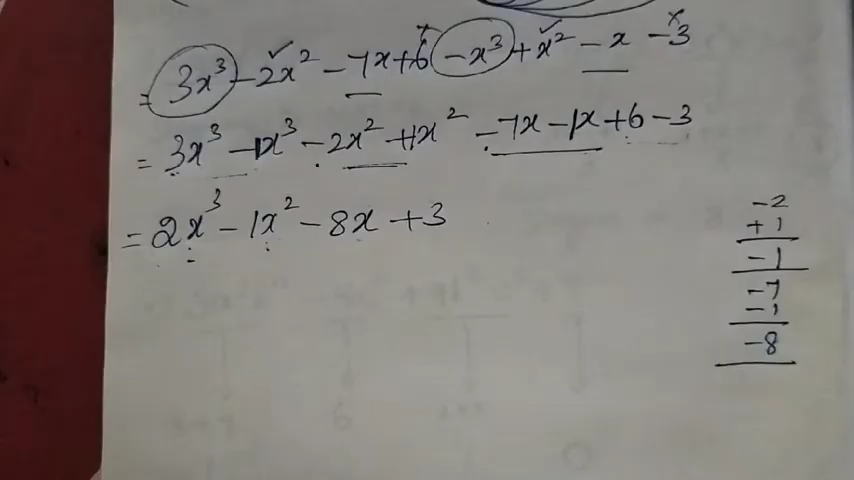 = 3x³ - 2x² - 7x + 6 - x³ + x² - x - 3
= 3x³ - 1x³ - 2x² + 1x² - 7x - 1x + 6 - 3
= 2x³ - 1x² - 8x + 3
-2
+1
-1
-7
-1
-8